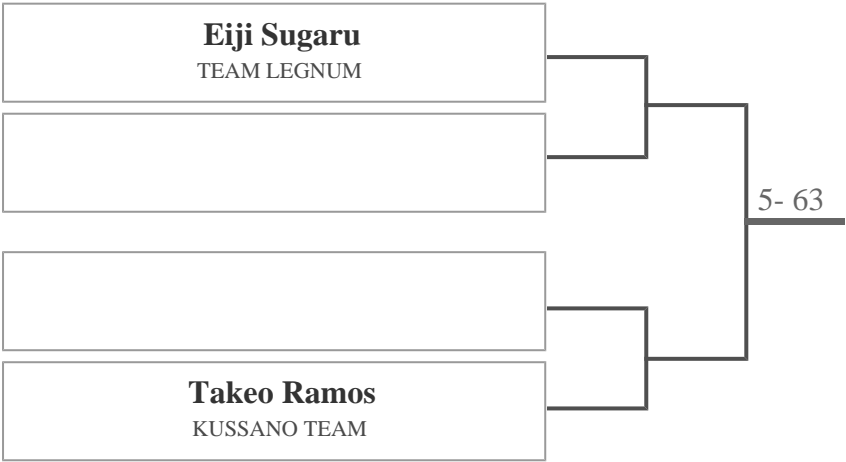 Eiji Sugaru
TEAM LEGNUM
5- 63
Takeo Ramos
KUSSANO TEAM